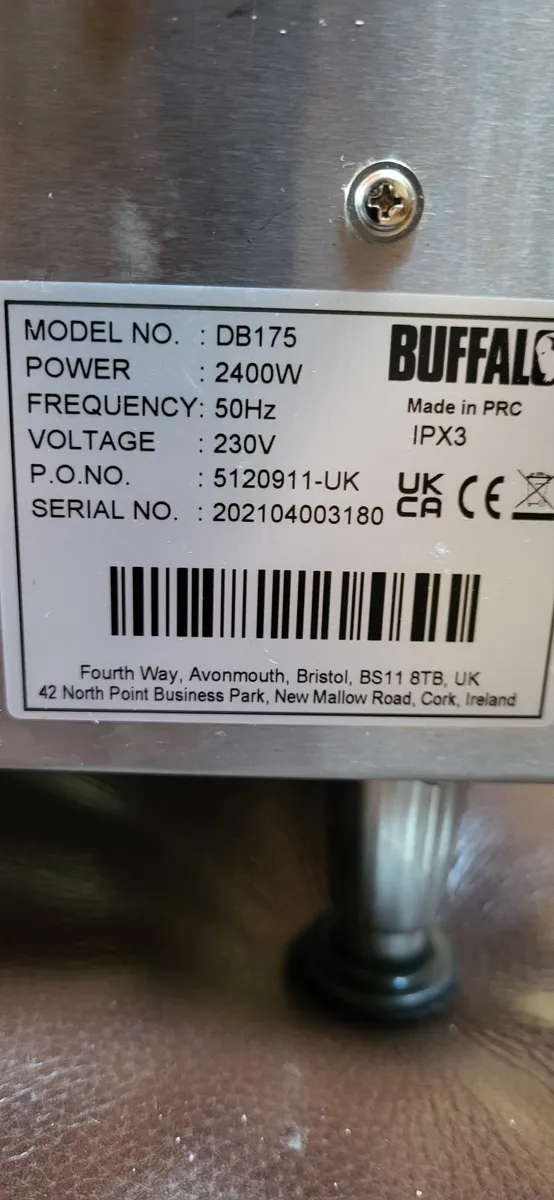 MODEL NO. : DB175
POWER : 2400W
FREQUENCY: 50Hz
VOLTAGE : 230V
P.O.NO. : 5120911-UK
SERIAL NO. : 202104003180
BUFFALO
Made in PRC
IPX3
UK
CA
CE
Fourth Way, Avonmouth, Bristol, BS11 8TB, UK
42 North Point Business Park, New Mallow Road, Cork, Ireland